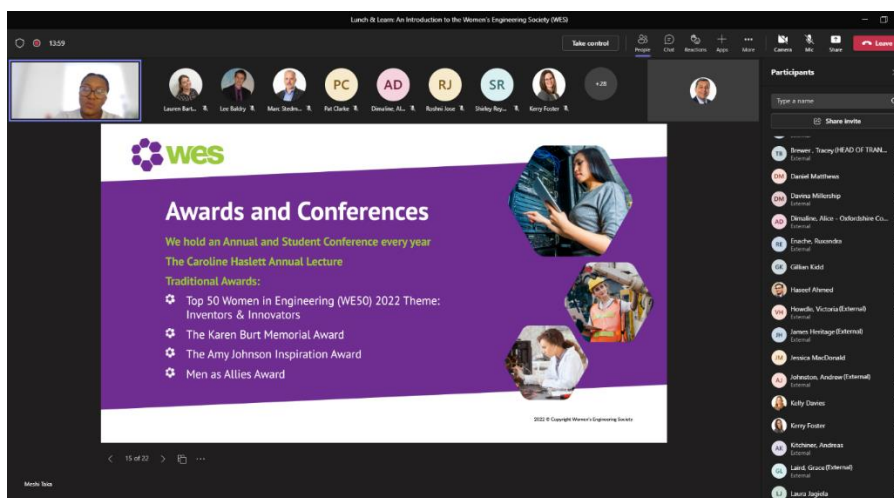 Lunch & Learn: An Introduction to the Women's Engineering Society (WES)
13:59
Take control
People
Chat
Reactions
Apps
More
Camera
Mic
Share
Leave
Participants
Type a name
Share invite
Lauren Burt...
Lee Baldry
Marc Stedm...
PC
Pat Clarke
AD
Dimaline, Al...
RJ
Roshni Jose
SR
Shirley Rey...
Kerry Foster
+28
wes
Awards and Conferences
We hold an Annual and Student Conference every year
The Caroline Haslett Annual Lecture
Traditional Awards:
Top 50 Women in Engineering (WE50) 2022 Theme:
Inventors & Innovators
The Karen Burt Memorial Award
The Amy Johnson Inspiration Award
Men as Allies Award
2022 © Copyright Women's Engineering Society
15 of 22
Meshi Taka
External
TB
Brewer, Tracey (HEAD OF TRAN...
External
DM
Daniel Matthews
DM
Davina Millership
External
AD
Dimaline, Alice - Oxfordshire Co...
External
RE
Enache, Ruxandra
External
GK
Gillian Kidd
Haseef Ahmed
VH
Howdle, Victoria (External)
External
JH
James Heritage (External)
External
JM
Jessica MacDonald
AJ
Johnston, Andrew (External)
External
Kelly Davies
Kerry Foster
AK
Kitchiner, Andreas
External
GL
Laird, Grace (External)
External
LJ
Laura Jagiela